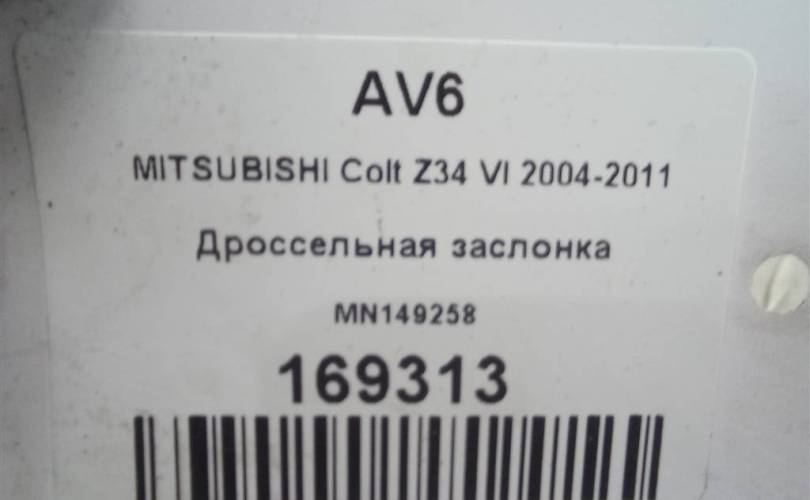 AV6
MITSUBISHI Colt Z34 VI 2004-2011
Дроссельная заслонка
MN149258
169313